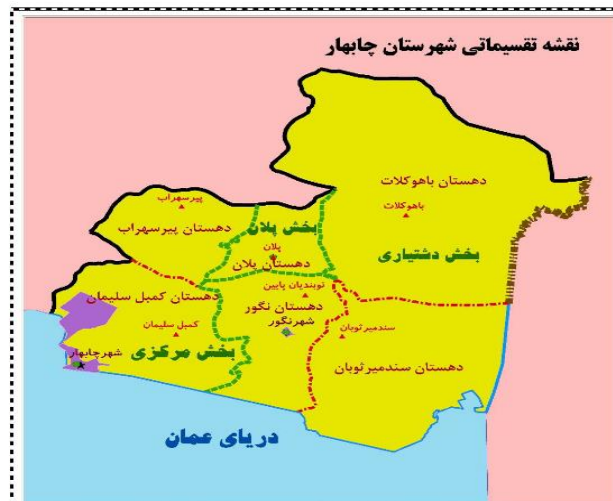 نقشه تقسیماتی شهرستان چابهار
دهستان باهوکلات
باهوکلات
بخش دشتیاری
پیرسهراب
دهستان پیرسهراب
بخش پلان
پلان
دهستان پلان
توبندیان پایین
دهستان نگور
شهرنگور
دهستان کمبل سلیمان
کمبل سلیمان
بخش مرکزی
شهرچابهار
سندمیرثوبان
دهستان سندمیرثوبان
دریای عمان